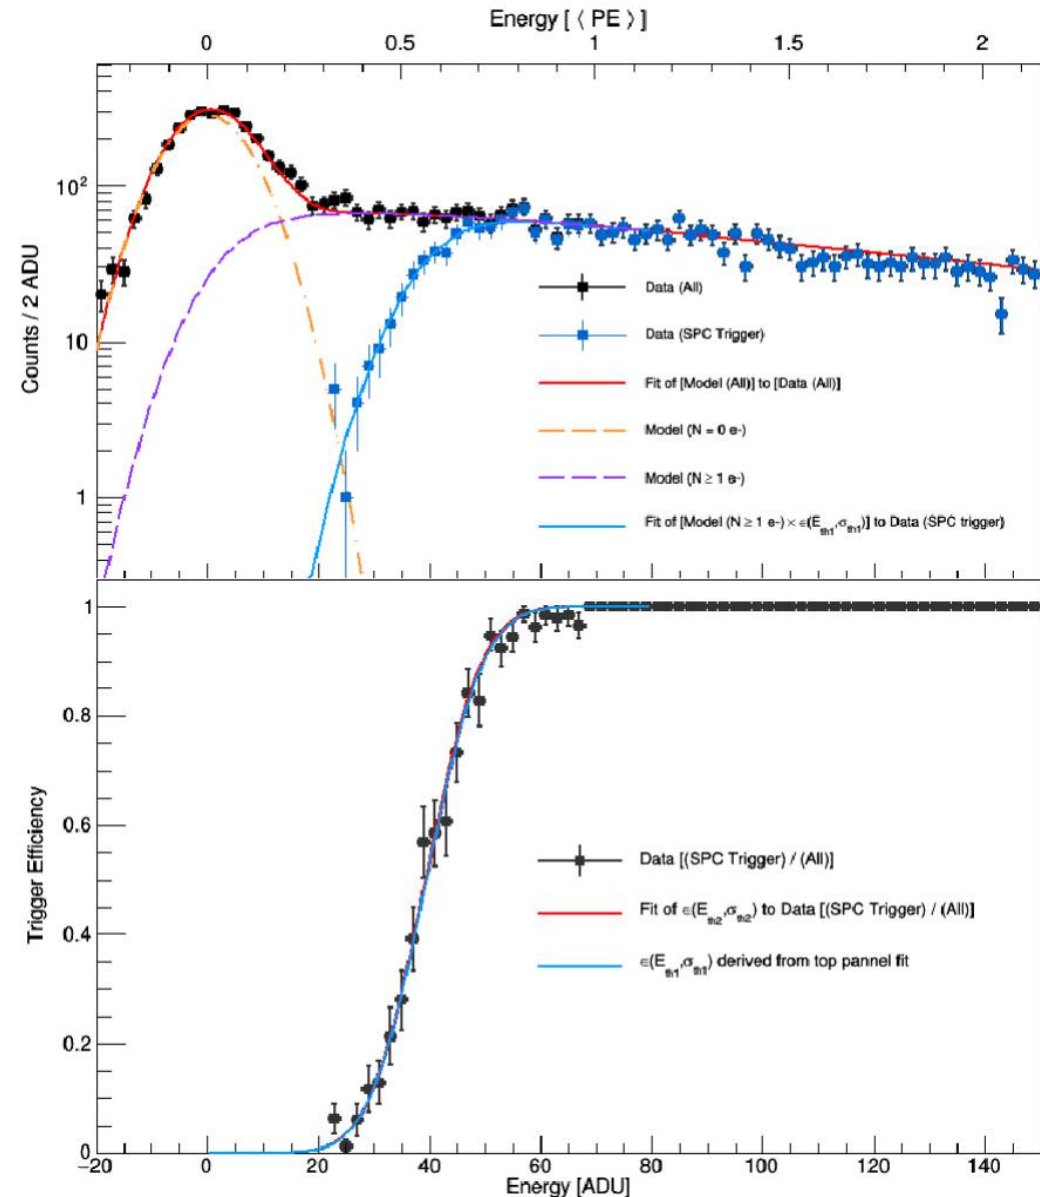 Energy [ ⟨ PE ⟩ ]
0 0.5 1 1.5 2
Counts / 2 ADU
10²
10
1
Data (All)
Data (SPC Trigger)
Fit of [Model (All)] to [Data (All)]
Model (N = 0 e-)
Model (N ≥ 1 e-)
Fit of [Model (N ≥ 1 e-) × ∈(E_th1,σ_th1)] to Data (SPC trigger)
Trigger Efficiency
1
0.8
0.6
0.4
0.2
0
Data [(SPC Trigger) / (All)]
Fit of ∈(E_th2,σ_th2) to Data [(SPC Trigger) / (All)]
∈(E_th1,σ_th1) derived from top pannel fit
−20 0 20 40 60 80 100 120 140
Energy [ADU]